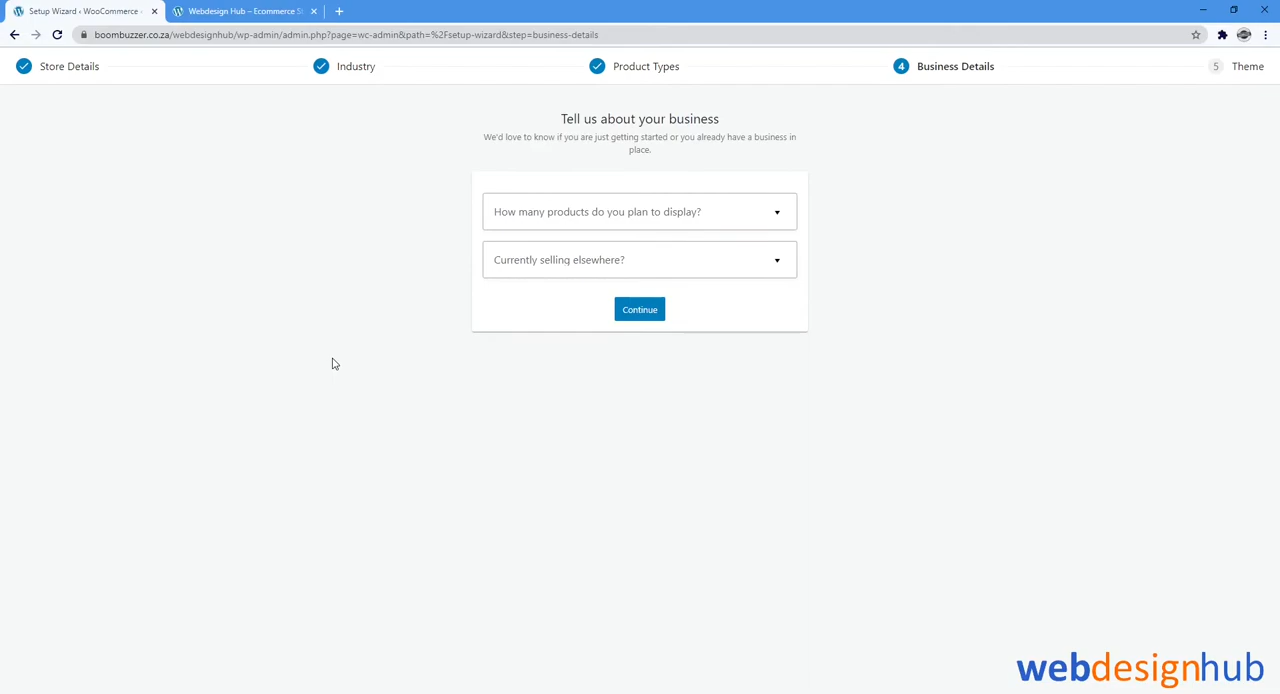 Setup Wizard ‹ WooCommerce -
Webdesign Hub – Ecommerce St
boombuzzer.co.za/webdesignhub/wp-admin/admin.php?page=wc-admin&path=%2Fsetup-wizard&step=business-details
Store Details
Industry
Product Types
4 Business Details
5 Theme
Tell us about your business
We'd love to know if you are just getting started or you already have a business in
place.
How many products do you plan to display?
Currently selling elsewhere?
Continue
webdesignhub